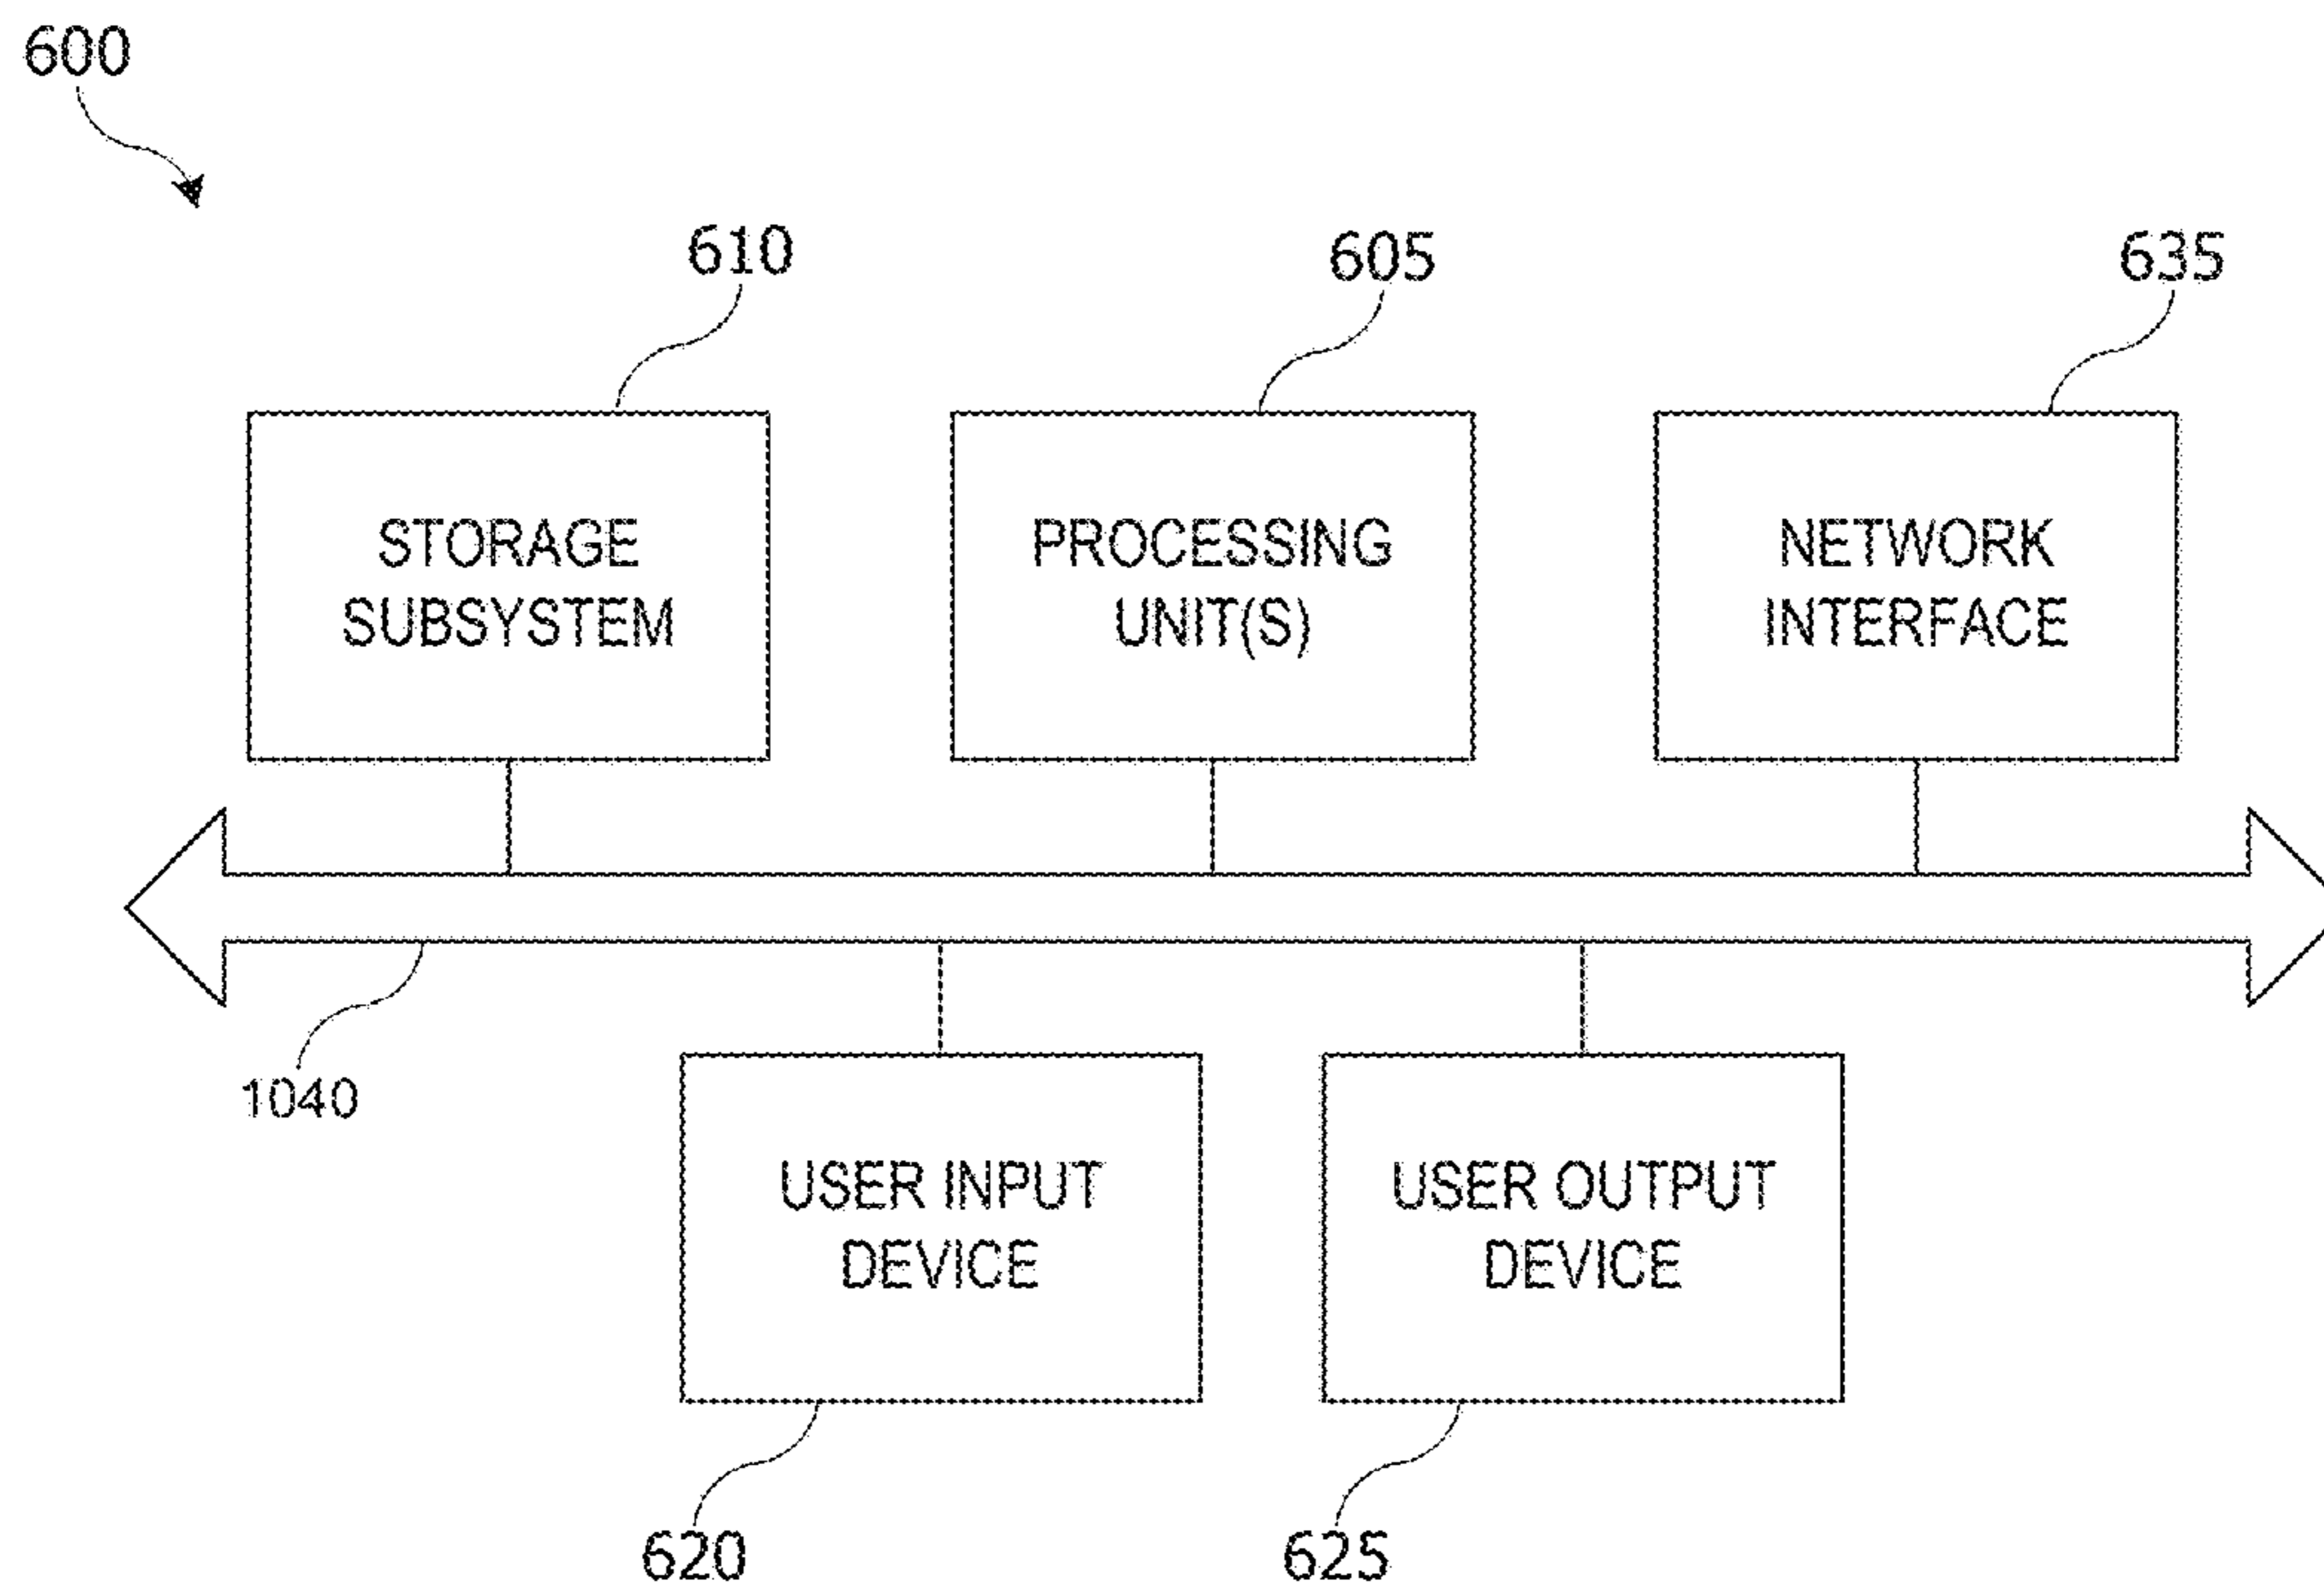 600
610
605
635
STORAGE
SUBSYSTEM
PROCESSING
UNIT(S)
NETWORK
INTERFACE
1040
USER INPUT
DEVICE
USER OUTPUT
DEVICE
620
625